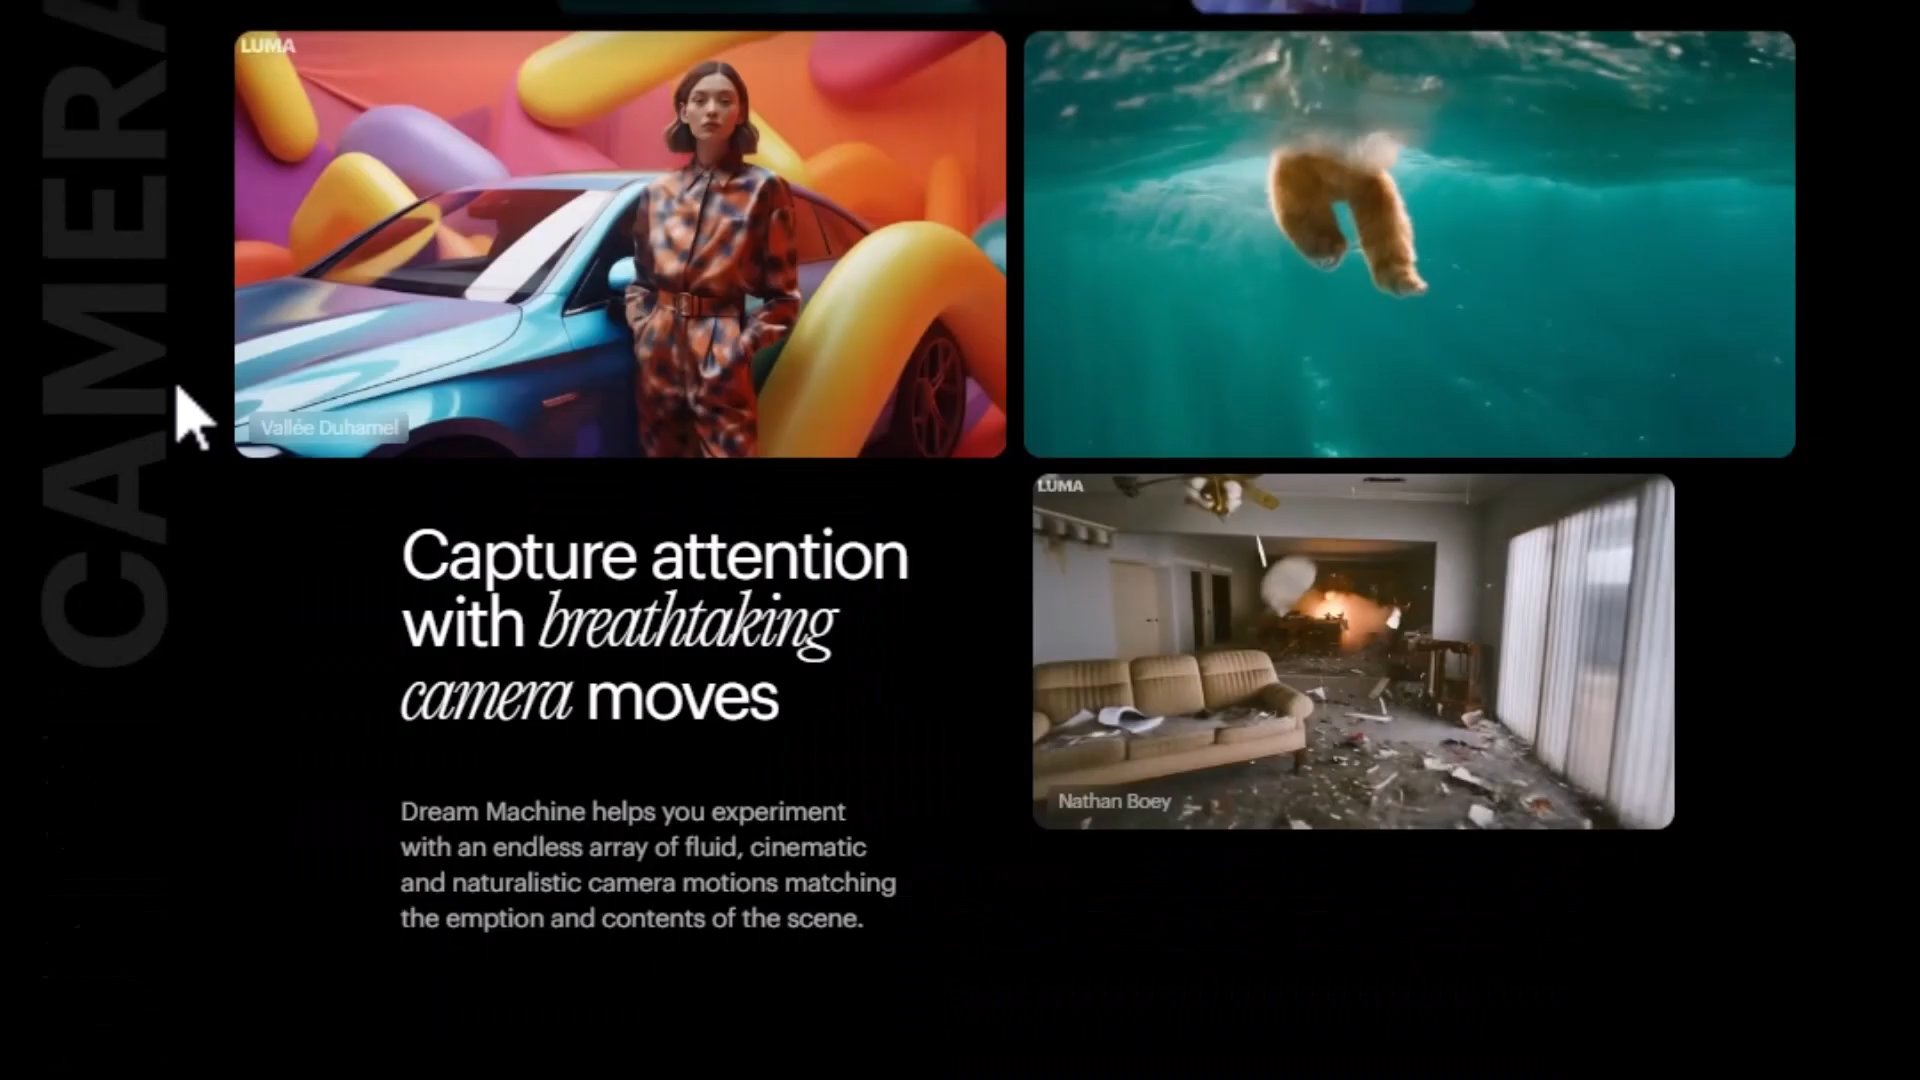 CAMERA
LUMA
Vallée Duhamel
LUMA
Nathan Boey
Capture attention
with breathtaking
camera moves
Dream Machine helps you experiment
with an endless array of fluid, cinematic
and naturalistic camera motions matching
the emption and contents of the scene.